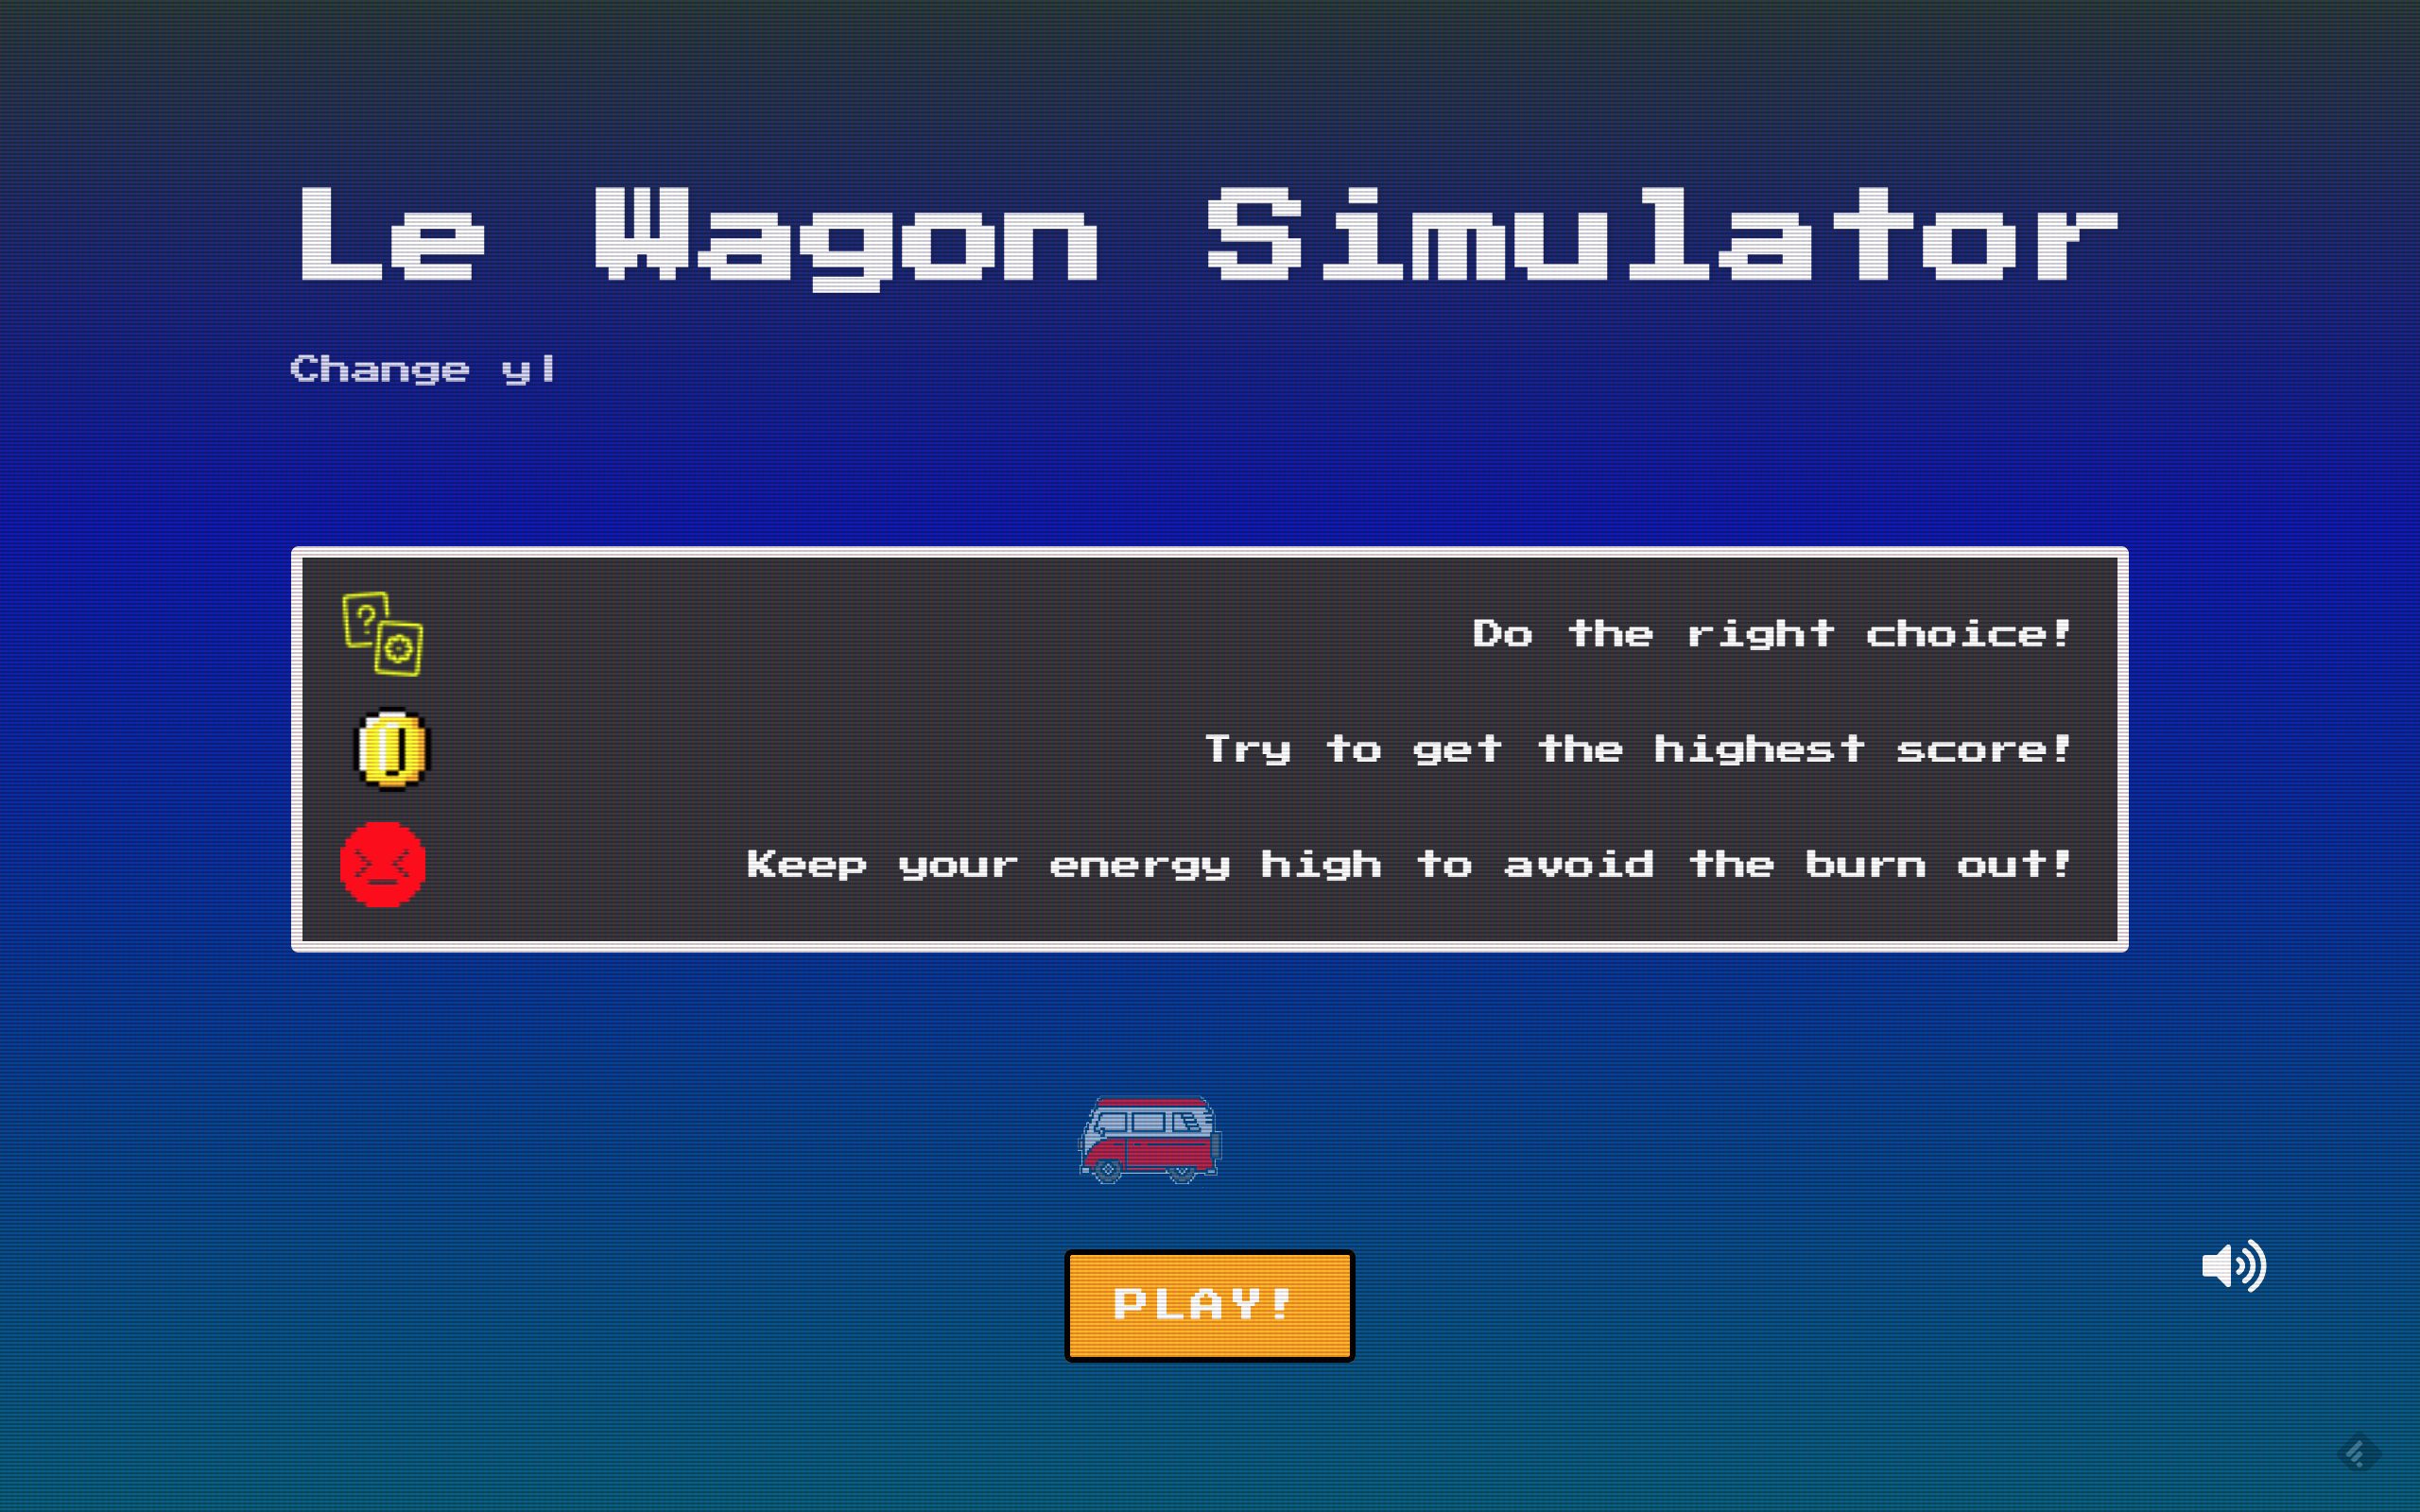 Le Wagon Simulator
Change y|
?
Do the right choice!
Try to get the highest score!
Keep your energy high to avoid the burn out!
PLAY!